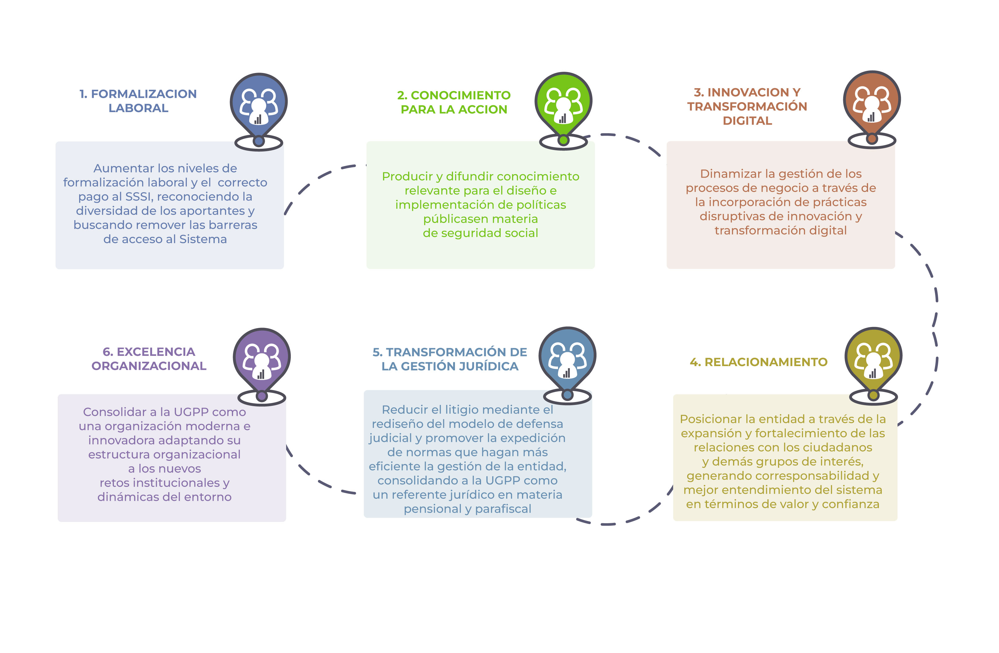 1. FORMALIZACION
LABORAL
Aumentar los niveles de
formalización laboral y el  correcto
pago al SSSI, reconociendo la
diversidad de los aportantes y
buscando remover las barreras
de acceso al Sistema
2. CONOCIMIENTO
PARA LA ACCION
Producir y difundir conocimiento
relevante para el diseño e
implementación de políticas
públicasen materia
de seguridad social
3. INNOVACION Y
TRANSFORMACIÓN
DIGITAL
Dinamizar la gestión de los
procesos de negocio a través de
la incorporación de prácticas
disruptivas de innovación y
transformación digital
4. RELACIONAMIENTO
Posicionar la entidad a través de la
expansión y fortalecimiento de las
relaciones con los ciudadanos
y demás grupos de interés,
generando corresponsabilidad y
mejor entendimiento del sistema
en términos de valor y confianza
5. TRANSFORMACIÓN DE
LA GESTIÓN JURÍDICA
Reducir el litigio mediante el
rediseño del modelo de defensa
judicial y promover la expedición
de normas que hagan más
eficiente la gestión de la entidad,
consolidando a la UGPP como
un referente jurídico en materia
pensional y parafiscal
6. EXCELENCIA
ORGANIZACIONAL
Consolidar a la UGPP como
una organización moderna e
innovadora adaptando su
estructura organizacional
a los nuevos
retos institucionales y
dinámicas del entorno